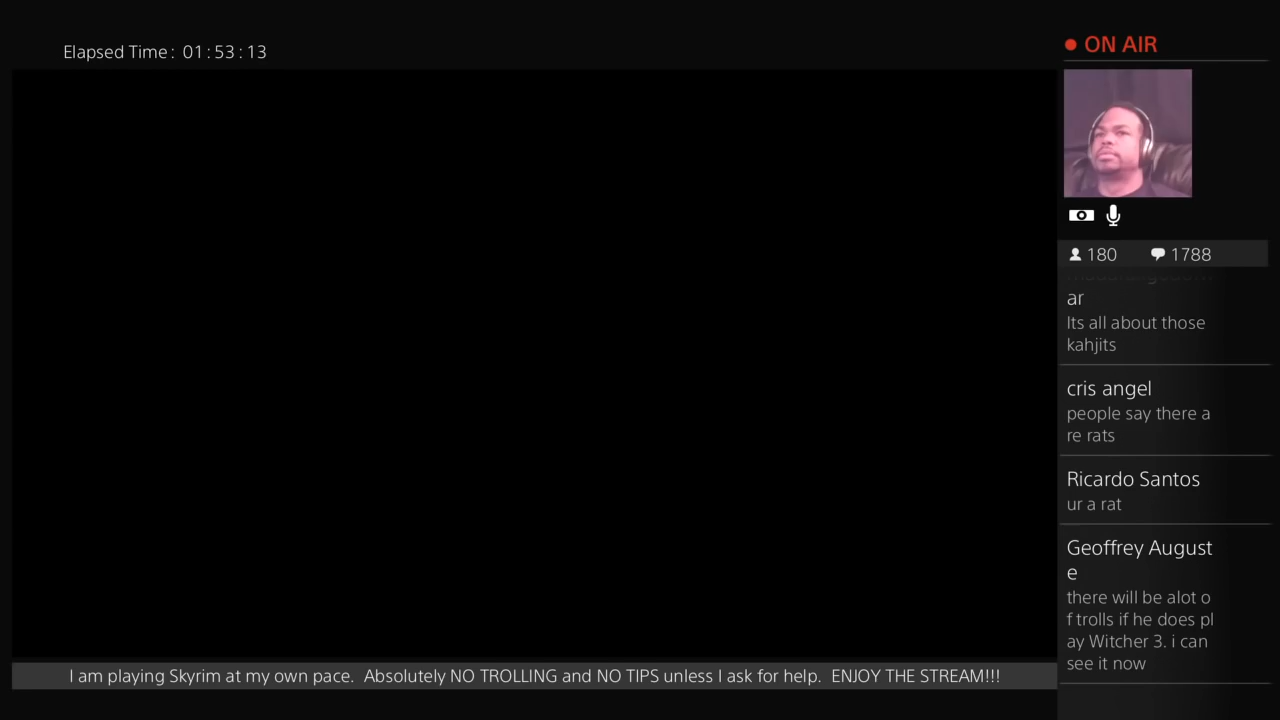 Elapsed Time: 01:53:13
ON AIR
180 1788
ar
Its all about those
kahjits
cris angel
people say there a
re rats
Ricardo Santos
ur a rat
Geoffrey August
e
there will be alot o
f trolls if he does pl
ay Witcher 3. i can
see it now
I am playing Skyrim at my own pace. Absolutely NO TROLLING and NO TIPS unless I ask for help. ENJOY THE STREAM!!!